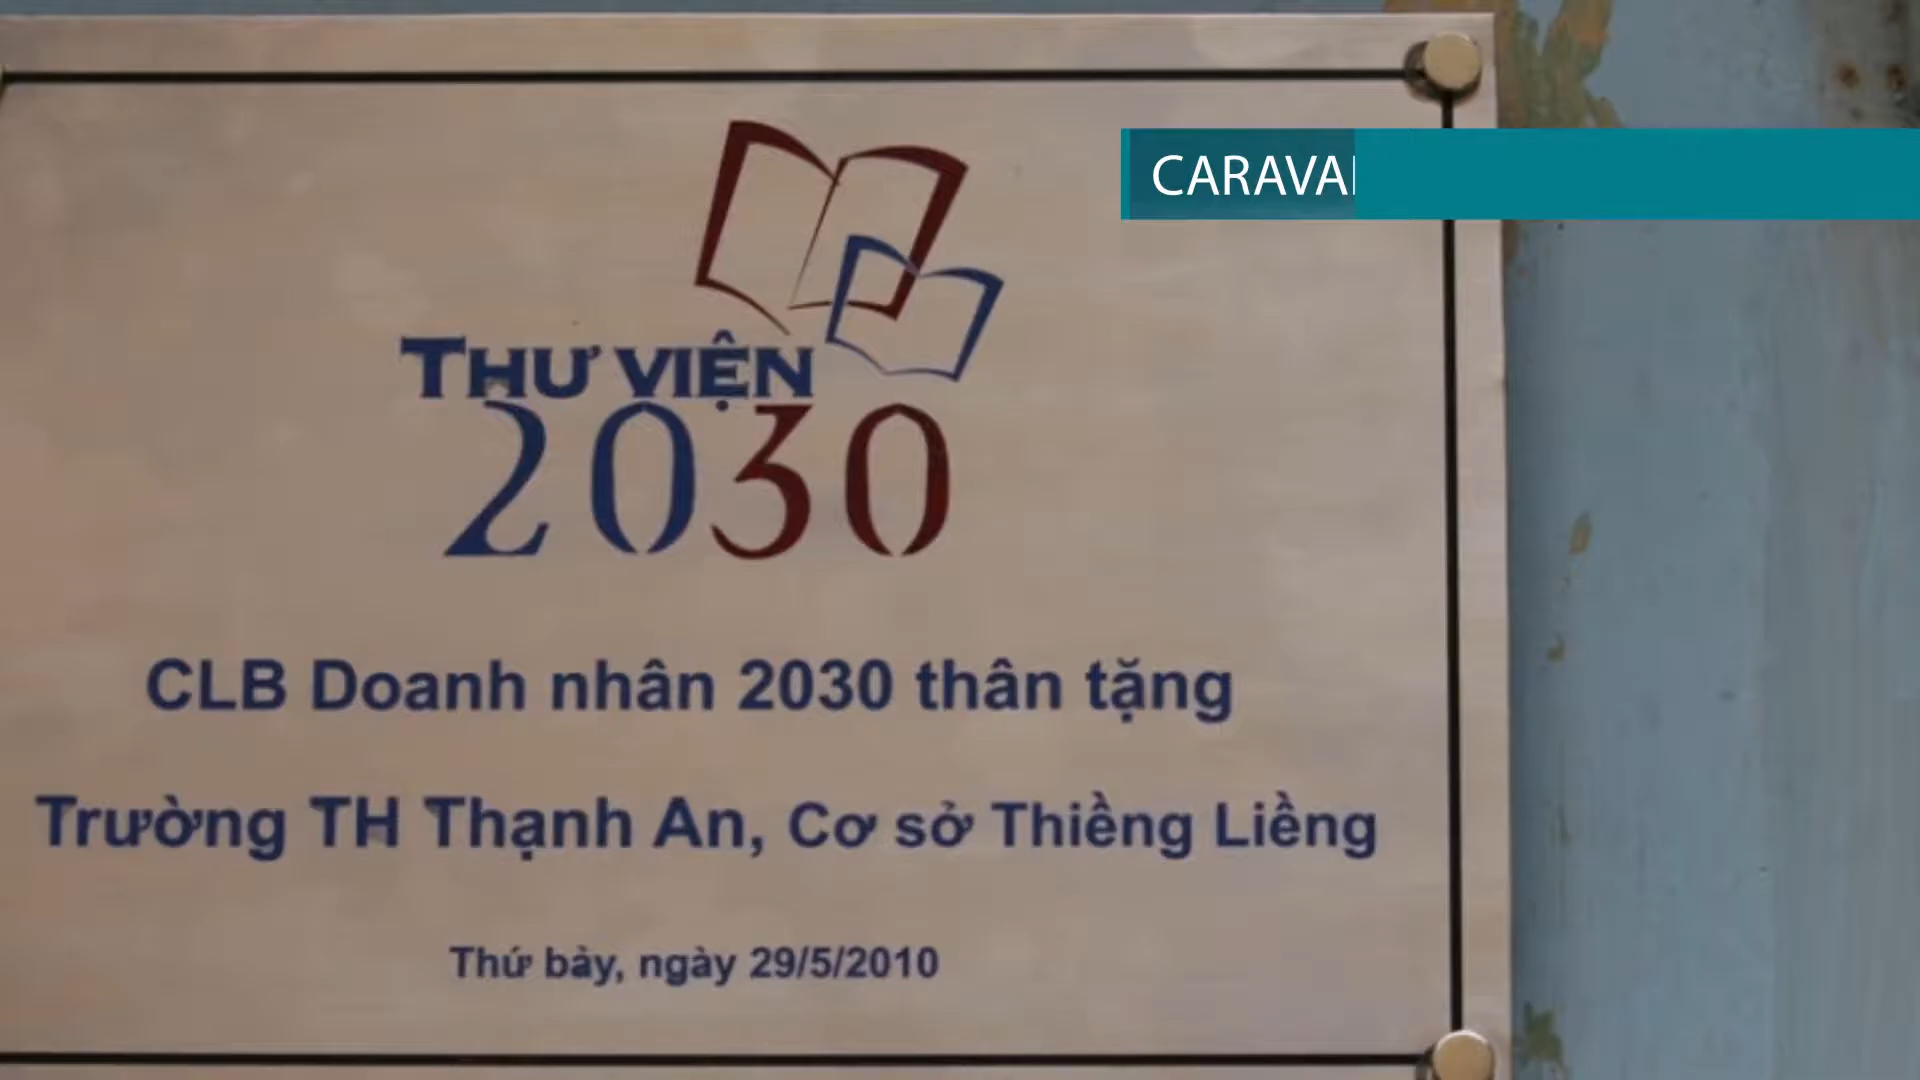 CARAVA
THƯ VIỆN
2030
CLB Doanh nhân 2030 thân tặng
Trường TH Thạnh An, Cơ sở Thiềng Liềng
Thứ bảy, ngày 29/5/2010